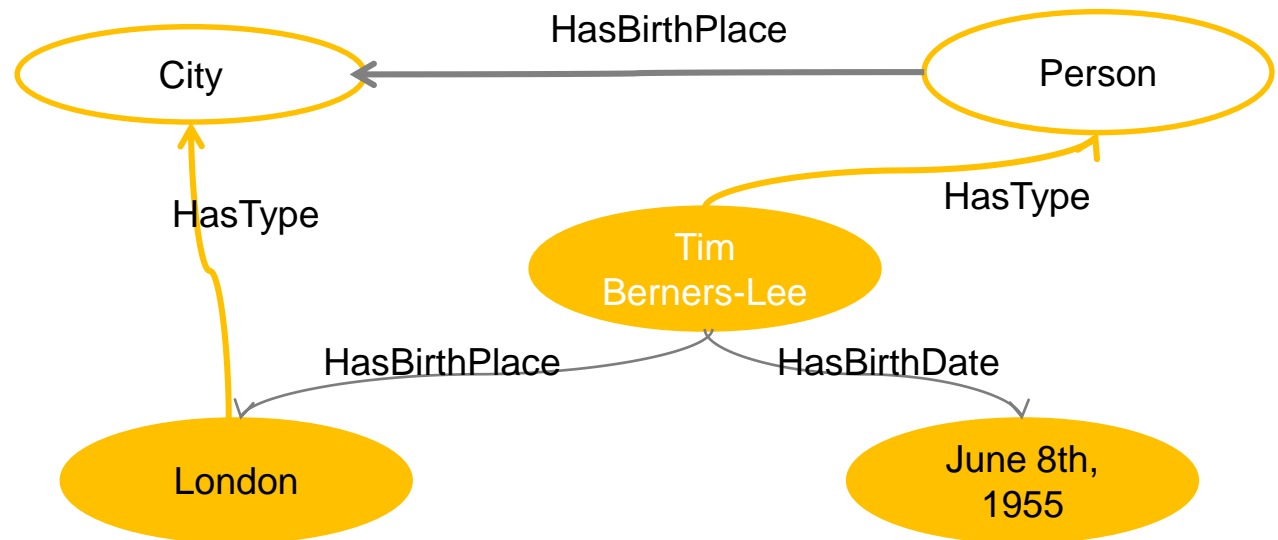 HasBirthPlace
City
Person
HasType
HasType
Tim
Berners-Lee
HasBirthPlace
HasBirthDate
London
June 8th,
1955